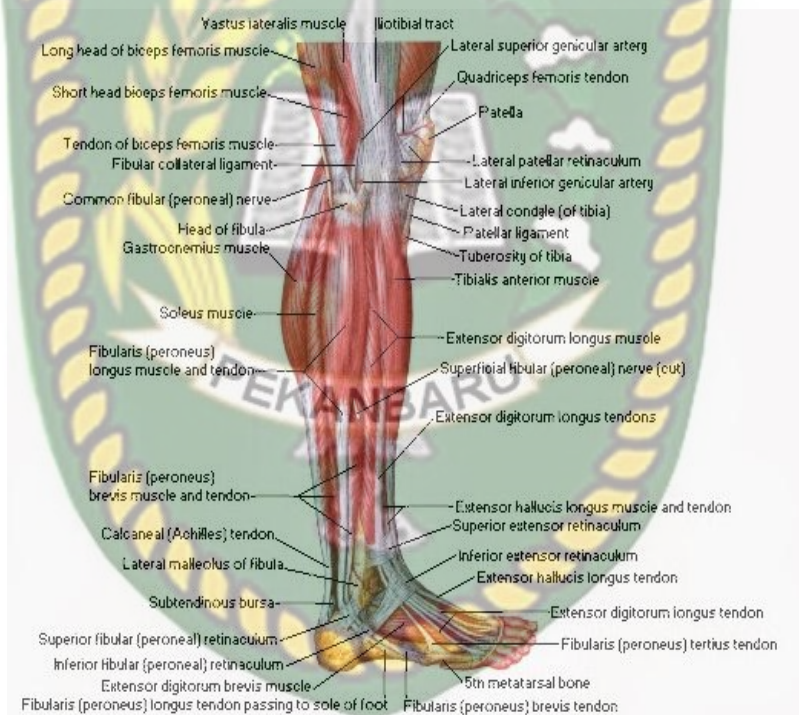 Vastus lateralis muscle
Iliotibial tract
Long head of biceps femoris muscle
Lateral superior genicular artery
Quadriceps femoris tendon
Short head biceps femoris muscle
Patella
Tendon of biceps femoris muscle
Fibular collateral ligament
Lateral patellar retinaculum
Lateral inferior genicular artery
Common fibular (peroneal) nerve
Lateral condyle (of tibia)
Head of fibula
Patellar ligament
Gastrocnemius muscle
Tuberosity of tibia
Tibialis anterior muscle
Soleus muscle
Extensor digitorum longus muscle
Fibularis (peroneus)
longus muscle and tendon
Superficial fibular (peroneal) nerve (cut)
PEKANBARU
Extensor digitorum longus tendons
Fibularis (peroneus)
brevis muscle and tendon
Extensor hallucis longus muscle and tendon
Superior extensor retinaculum
Calcaneal (Achilles) tendon
Inferior extensor retinaculum
Lateral malleolus of fibula
Extensor hallucis longus tendon
Subtendinous bursa
Extensor digitorum longus tendon
Superior fibular (peroneal) retinaculum
Fibularis (peroneus) tertius tendon
Inferior fibular (peroneal) retinaculum
Extensor digitorum brevis muscle
5th metatarsal bone
Fibularis (peroneus) longus tendon passing to sole of foot
Fibularis (peroneus) brevis tendon